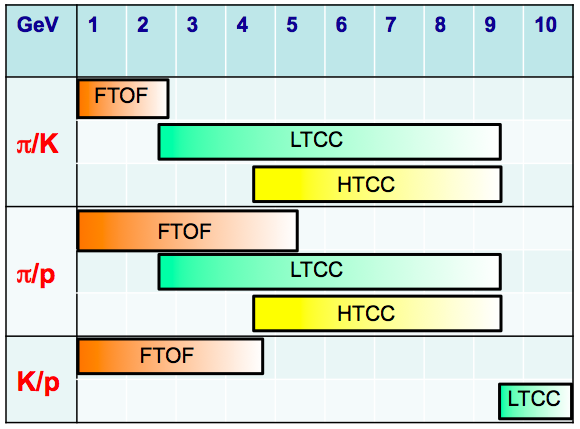 GeV 1 2 3 4 5 6 7 8 9 10
FTOF
π/K
LTCC
HTCC
FTOF
π/p
LTCC
HTCC
FTOF
K/p
LTCC